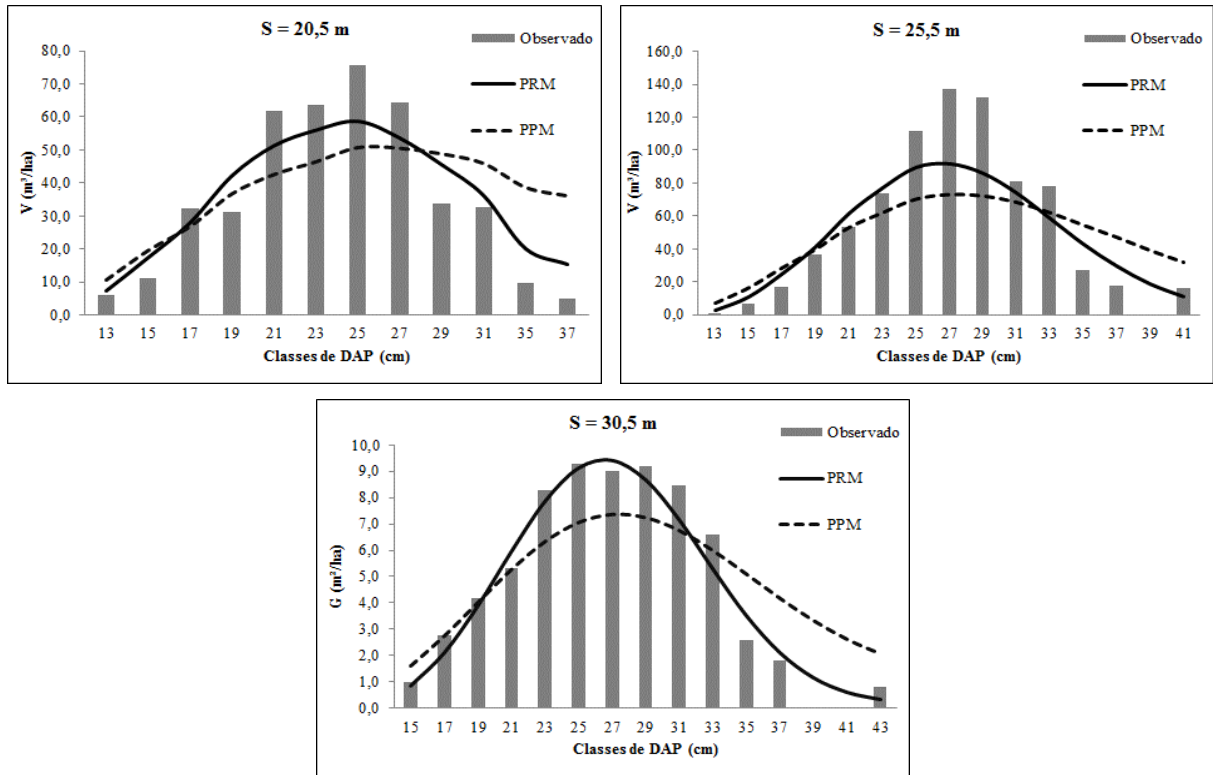 S = 20,5 m
Observado
PRM
PPM
V (m³/ha)
80,0
70,0
60,0
50,0
40,0
30,0
20,0
10,0
0,0
13 15 17 19 21 23 25 27 29 31 35 37
Classes de DAP (cm)
S = 25,5 m
Observado
PRM
PPM
V (m³/ha)
160,0
140,0
120,0
100,0
80,0
60,0
40,0
20,0
0,0
13 15 17 19 21 23 25 27 29 31 33 35 37 39 41
Classes de DAP (cm)
S = 30,5 m
Observado
PRM
PPM
G (m²/ha)
10,0
9,0
8,0
7,0
6,0
5,0
4,0
3,0
2,0
1,0
0,0
15 17 19 21 23 25 27 29 31 33 35 37 39 41 43
Classes de DAP (cm)